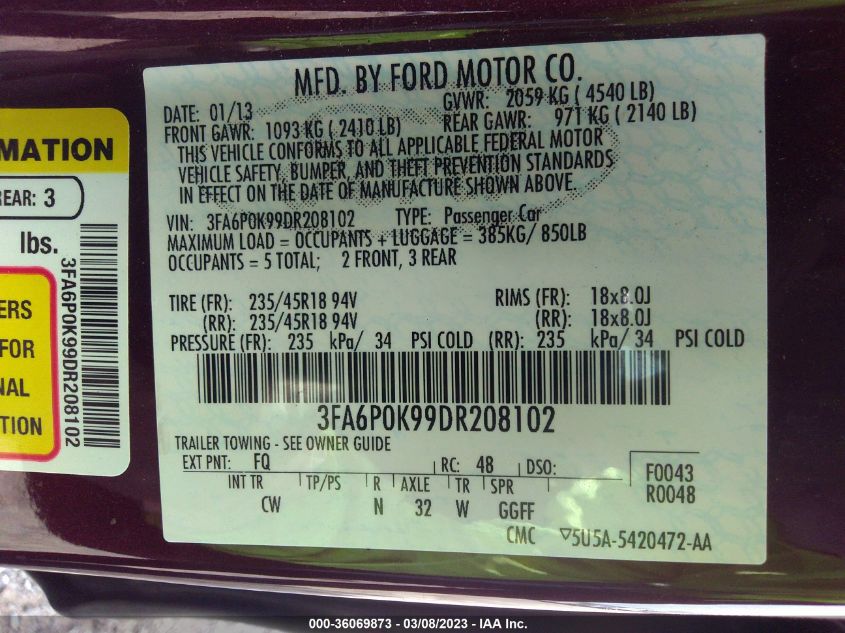 MFD. BY FORD MOTOR CO.
DATE: 01/13
GVWR: 2059 KG ( 4540 LB)
FRONT GAWR: 1093 KG ( 2410 LB)
REAR GAWR: 971 KG ( 2140 LB)
THIS VEHICLE CONFORMS TO ALL APPLICABLE FEDERAL MOTOR
VEHICLE SAFETY, BUMPER, AND THEFT PREVENTION STANDARDS
IN EFFECT ON THE DATE OF MANUFACTURE SHOWN ABOVE.
VIN: 3FA6P0K99DR208102 TYPE: Passenger Car
MAXIMUM LOAD = OCCUPANTS + LUGGAGE = 385KG/ 850LB
OCCUPANTS = 5 TOTAL; 2 FRONT, 3 REAR
TIRE (FR): 235/45R18 94V RIMS (FR): 18x8.0J
(RR): 235/45R18 94V (RR): 18x8.0J
PRESSURE (FR): 235 kPa/ 34 PSI COLD (RR): 235 kPa/ 34 PSI COLD
3FA6P0K99DR208102
TRAILER TOWING - SEE OWNER GUIDE
EXT PNT: FQ RC: 48 DSO:
F0043
R0048
INT TR TP/PS R AXLE TR SPR
CW N 32 W GGFF
CMC ▽5U5A-5420472-AA
MATION
REAR: 3
lbs.
3FA6P0K99DR208102
ERS
FOR
NAL
TION
000-36069873 - 03/08/2023 - IAA Inc.